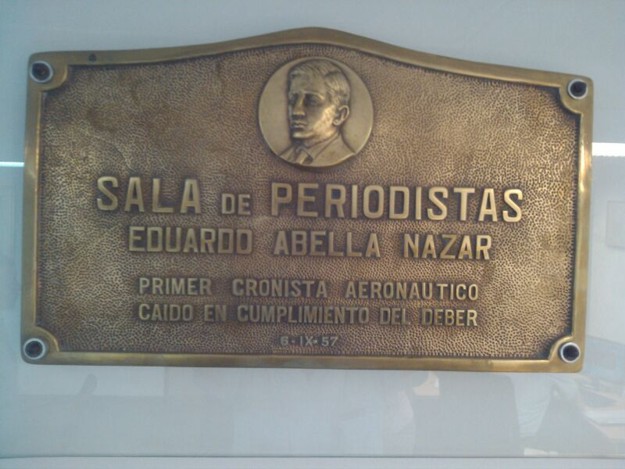 SALA DE PERIODISTAS
EDUARDO ABELLA NAZAR
PRIMER CRONISTA AERONAUTICO
CAIDO EN CUMPLIMIENTO DEL DEBER
6·IX·57